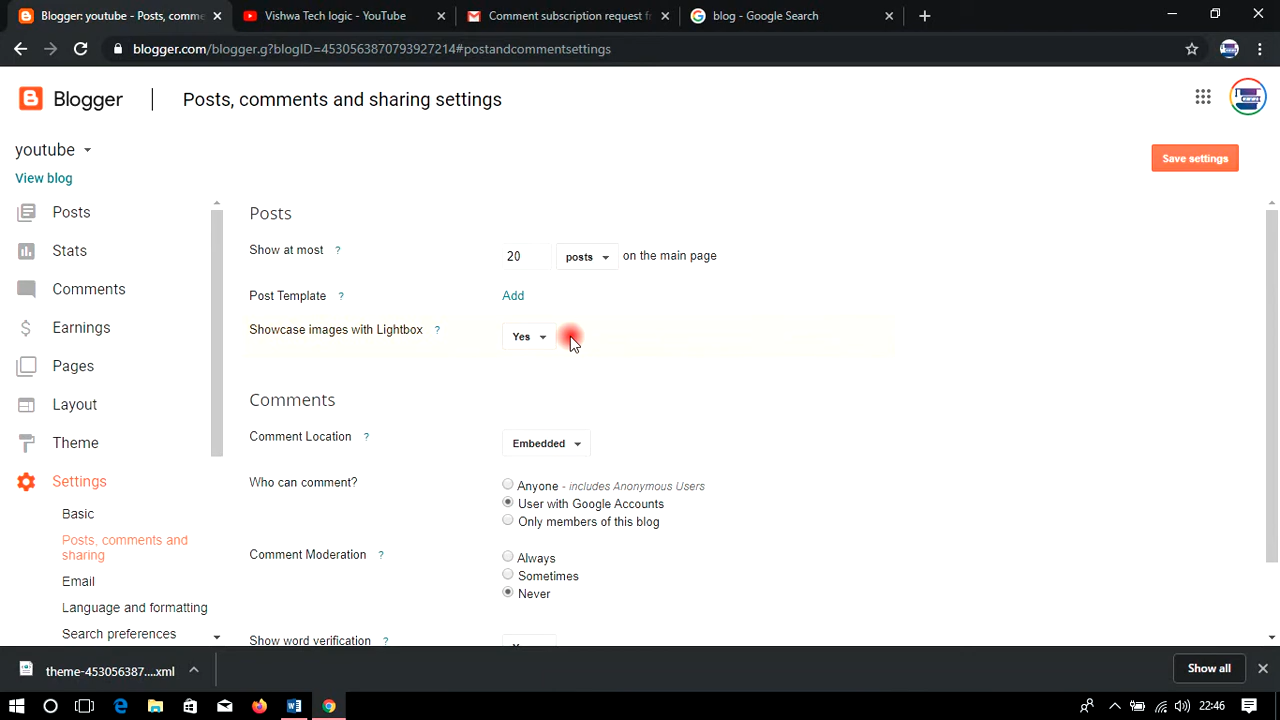 Blogger: youtube - Posts, comme
Vishwa Tech logic - YouTube
Comment subscription request f
blog - Google Search
blogger.com/blogger.g?blogID=4530563870793927214#postandcommentsettings
Blogger
Posts, comments and sharing settings
youtube
Save settings
View blog
Posts
Stats
Comments
Earnings
Pages
Layout
Theme
Settings
Basic
Posts, comments and
sharing
Email
Language and formatting
Search preferences
Posts
Show at most ?
20 posts on the main page
Post Template ?
Add
Showcase images with Lightbox ?
Yes
Comments
Comment Location ?
Embedded
Who can comment?
Anyone - includes Anonymous Users
User with Google Accounts
Only members of this blog
Comment Moderation ?
Always
Sometimes
Never
Show word verification ?
theme-453056387....xml
Show all
22:46